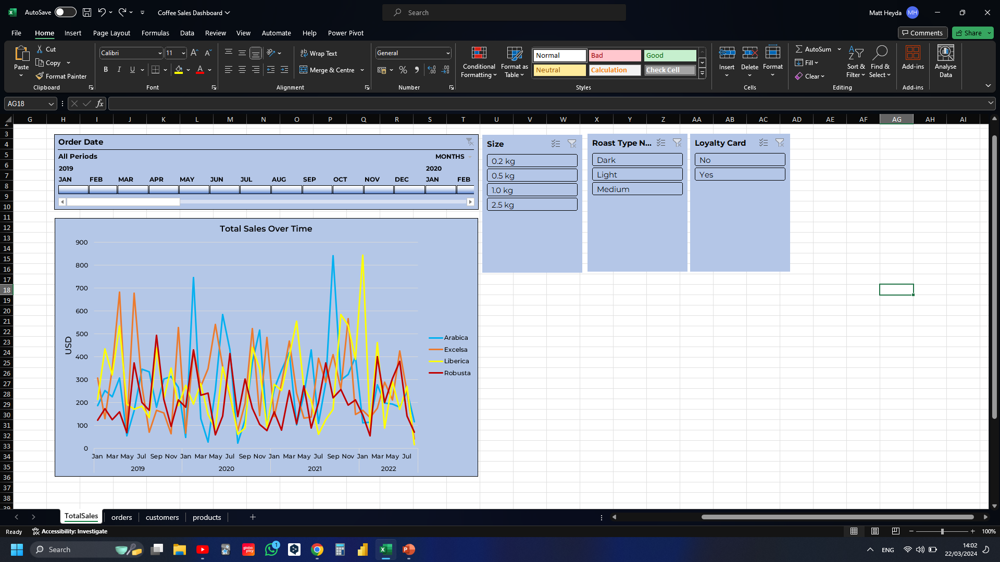 AutoSave
Coffee Sales Dashboard
Search
Matt Heyda MH
File Home Insert Page Layout Formulas Data Review View Automate Help Power Pivot
Comments Share
Paste
Cut
Copy
Format Painter
Clipboard
Calibri 11
B I U
Font
Wrap Text
Merge & Centre
Alignment
General
Number
Conditional Formatting
Format as Table
Normal Bad Good
Neutral Calculation Check Cell
Styles
Insert Delete Format
Cells
AutoSum
Fill
Clear
Sort & Filter
Find & Select
Editing
Add-ins
Add-ins
Analyse Data
AG18
fx
G H I J K L M N O P Q R S T U V W X Y Z AA AB AC AD AE AF AG AH AI
2
3
4
5
6
7
8
9
10
11
12
13
14
15
16
17
18
19
20
21
22
23
24
25
26
27
28
29
30
31
32
33
34
35
36
37
38
39
Order Date
All Periods MONTHS
2019 2020
JAN FEB MAR APR MAY JUN JUL AUG SEP OCT NOV DEC JAN FEB
Size
0.2 kg
0.5 kg
1.0 kg
2.5 kg
Roast Type N...
Dark
Light
Medium
Loyalty Card
No
Yes
Total Sales Over Time
900
800
700
600
500
400
300
200
100
0
USD
Jan Mar May Jul Sep Nov Jan Mar May Jul Sep Nov Jan Mar May Jul Sep Nov Jan Mar May Jul
2019 2020 2021 2022
Arabica
Excelsa
Liberica
Robusta
TotalSales orders customers products
Ready Accessibility: Investigate
100%
Search
globo play
1
ENG
14:02
22/03/2024